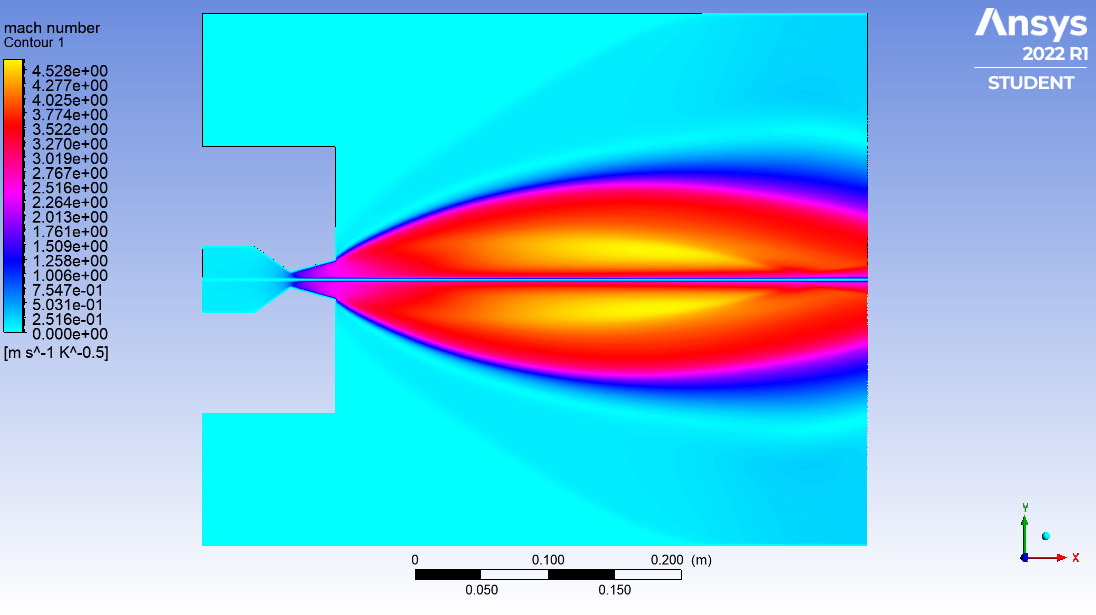 mach number
Contour 1
4.528e+00
4.277e+00
4.025e+00
3.774e+00
3.522e+00
3.270e+00
3.019e+00
2.767e+00
2.516e+00
2.264e+00
2.013e+00
1.761e+00
1.509e+00
1.258e+00
1.006e+00
7.547e-01
5.031e-01
2.516e-01
0.000e+00
[m s^-1 K^-0.5]
Ansys
2022 R1
STUDENT
0 0.100 0.200 (m)
0.050 0.150
Y
X